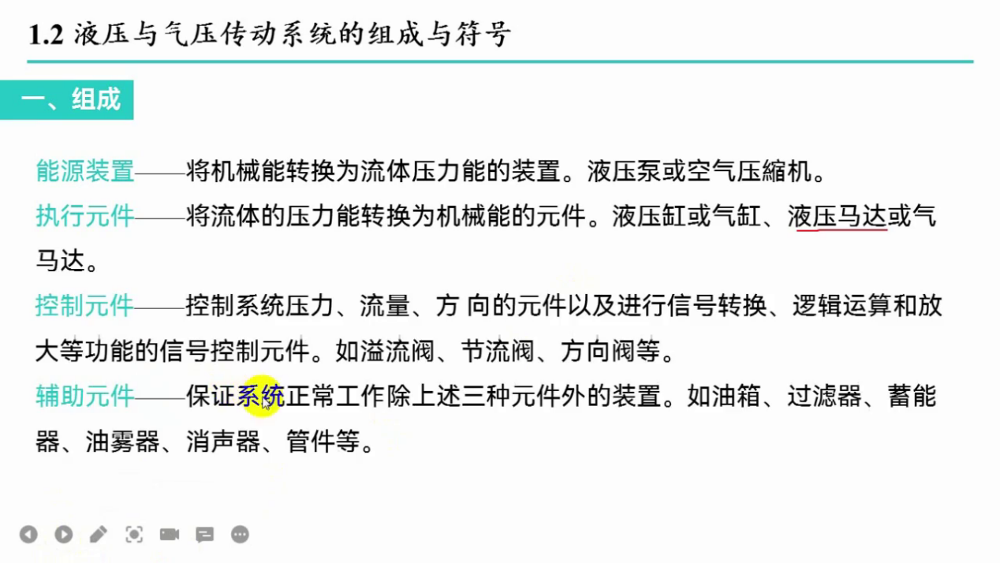 1.2 液压与气压传动系统的组成与符号
一、组成
能源装置——将机械能转换为流体压力能的装置。液压泵或空气压缩机。
执行元件——将流体的压力能转换为机械能的元件。液压缸或气缸、液压马达或气
马达。
控制元件——控制系统压力、流量、方 向的元件以及进行信号转换、逻辑运算和放
大等功能的信号控制元件。如溢流阀、节流阀、方向阀等。
辅助元件——保证系统正常工作除上述三种元件外的装置。如油箱、过滤器、蓄能
器、油雾器、消声器、管件等。